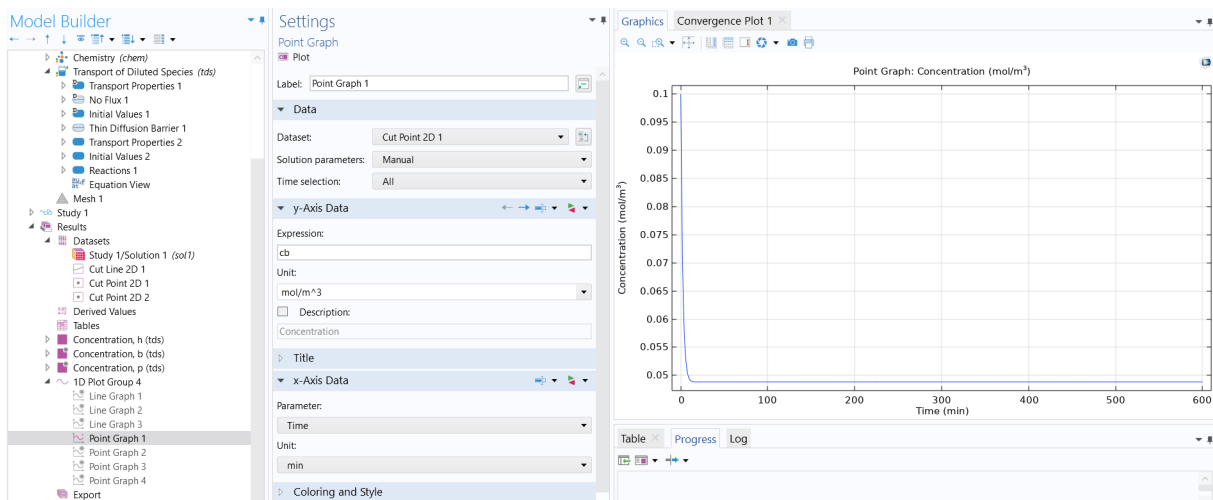 Model Builder
Chemistry (chem)
Transport of Diluted Species (tds)
Transport Properties 1
No Flux 1
Initial Values 1
Thin Diffusion Barrier 1
Transport Properties 2
Initial Values 2
Reactions 1
Equation View
Mesh 1
Study 1
Results
Datasets
Study 1/Solution 1 (sol1)
Cut Line 2D 1
Cut Point 2D 1
Cut Point 2D 2
Derived Values
Tables
Concentration, h (tds)
Concentration, b (tds)
Concentration, p (tds)
1D Plot Group 4
Line Graph 1
Line Graph 2
Line Graph 3
Point Graph 1
Point Graph 2
Point Graph 3
Point Graph 4
Export
Settings
Point Graph
Plot
Label: Point Graph 1
Data
Dataset: Cut Point 2D 1
Solution parameters: Manual
Time selection: All
y-Axis Data
Expression:
cb
Unit:
mol/m^3
Description:
Concentration
Title
x-Axis Data
Parameter:
Time
Unit:
min
Coloring and Style
Graphics Convergence Plot 1
Point Graph: Concentration (mol/m³)
Concentration (mol/m³)
0.1
0.095
0.09
0.085
0.08
0.075
0.07
0.065
0.06
0.055
0.05
0 100 200 300 400 500 600
Time (min)
Table Progress Log